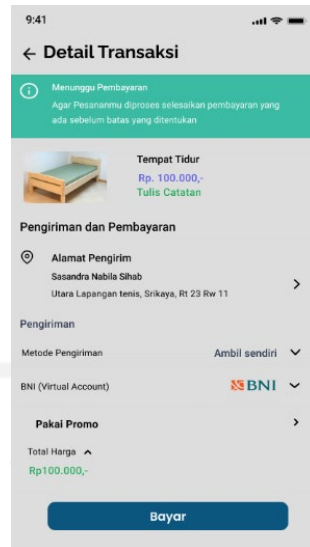 9:41
← Detail Transaksi
Menunggu Pembayaran
Agar Pesananmu diproses selesaikan pembayaran yang
ada sebelum batas yang ditentukan
Tempat Tidur
Rp. 100.000,-
Tulis Catatan
Pengiriman dan Pembayaran
Alamat Pengirim
Sasandra Nabila Sihab
Utara Lapangan tenis, Srikaya, Rt 23 Rw 11
Pengiriman
Metode Pengiriman Ambil sendiri
BNI (Virtual Account) BNI
Pakai Promo
Total Harga
Rp100.000,-
Bayar